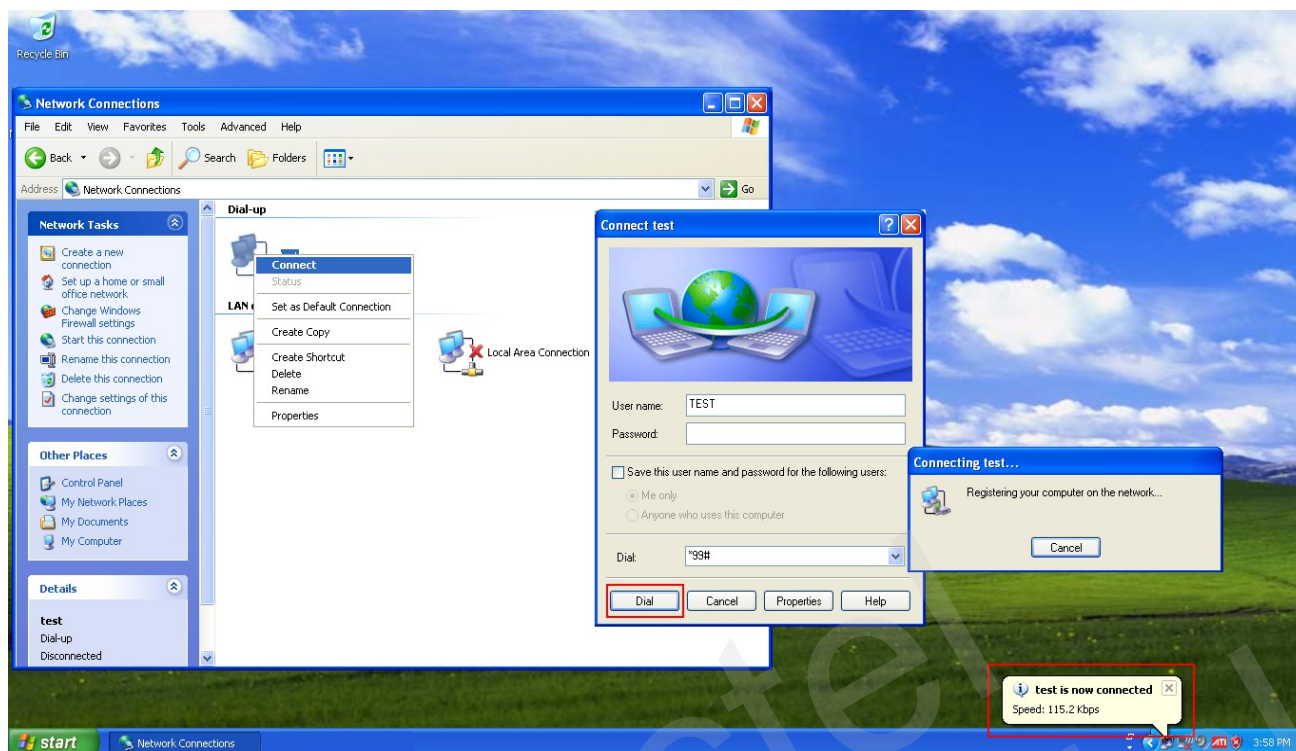 Recycle Bin
Network Connections
File Edit View Favorites Tools Advanced Help
Back Search Folders
Address Network Connections Go
Network Tasks
Create a new
connection
Set up a home or small
office network
Change Windows
Firewall settings
Start this connection
Rename this connection
Delete this connection
Change settings of this
connection
Other Places
Control Panel
My Network Places
My Documents
My Computer
Details
test
Dial-up
Disconnected
Dial-up
Connect
Status
Set as Default Connection
Create Copy
Create Shortcut
Delete
Rename
Properties
LAN
Local Area Connection
Connect test
User name: TEST
Password:
Save this user name and password for the following users:
Me only
Anyone who uses this computer
Dial: *99#
Dial Cancel Properties Help
Connecting test...
Registering your computer on the network...
Cancel
test is now connected
Speed: 115.2 Kbps
start Network Connections ATI 3:58 PM